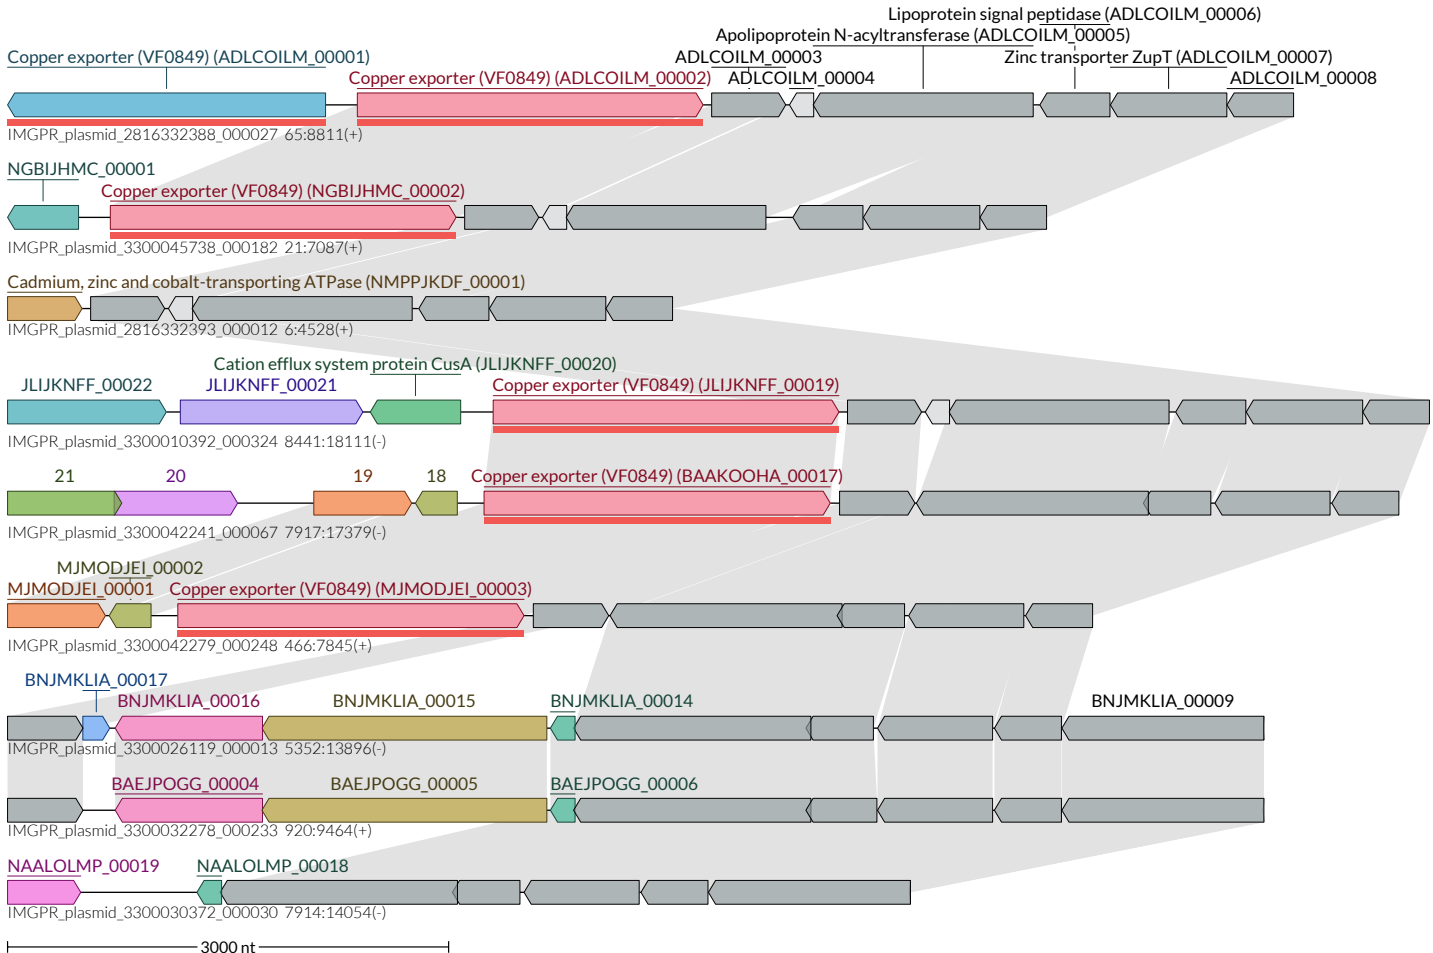 Lipoprotein signal peptidase (ADLCOILM_00006)
Apolipoprotein N-acyltransferase (ADLCOILM_00005)
Copper exporter (VF0849) (ADLCOILM_00001)
ADLCOILM_00003
Zinc transporter ZupT (ADLCOILM_00007)
Copper exporter (VF0849) (ADLCOILM_00002)
ADLCOILM_00004
ADLCOILM_00008
IMGPR_plasmid_2816332388_000027 65:8811(+)
NGBIJHMC_00001
Copper exporter (VF0849) (NGBIJHMC_00002)
IMGPR_plasmid_3300045738_000182 21:7087(+)
Cadmium, zinc and cobalt-transporting ATPase (NMPPJKDF_00001)
IMGPR_plasmid_2816332393_000012 6:4528(+)
Cation efflux system protein CusA (JLIJKNFF_00020)
JLIJKNFF_00022
JLIJKNFF_00021
Copper exporter (VF0849) (JLIJKNFF_00019)
IMGPR_plasmid_3300010392_000324 8441:18111(-)
21
20
19
18
Copper exporter (VF0849) (BAAKOOHA_00017)
IMGPR_plasmid_3300042241_000067 7917:17379(-)
MJMODJEI_00002
MJMODJEI_00001
Copper exporter (VF0849) (MJMODJEI_00003)
IMGPR_plasmid_3300042279_000248 466:7845(+)
BNJMKLIA_00017
BNJMKLIA_00016
BNJMKLIA_00015
BNJMKLIA_00014
BNJMKLIA_00009
IMGPR_plasmid_3300026119_000013 5352:13896(-)
BAEJPOGG_00004
BAEJPOGG_00005
BAEJPOGG_00006
IMGPR_plasmid_3300032278_000233 920:9464(+)
NAALOLMP_00019
NAALOLMP_00018
IMGPR_plasmid_3300030372_000030 7914:14054(-)
3000 nt